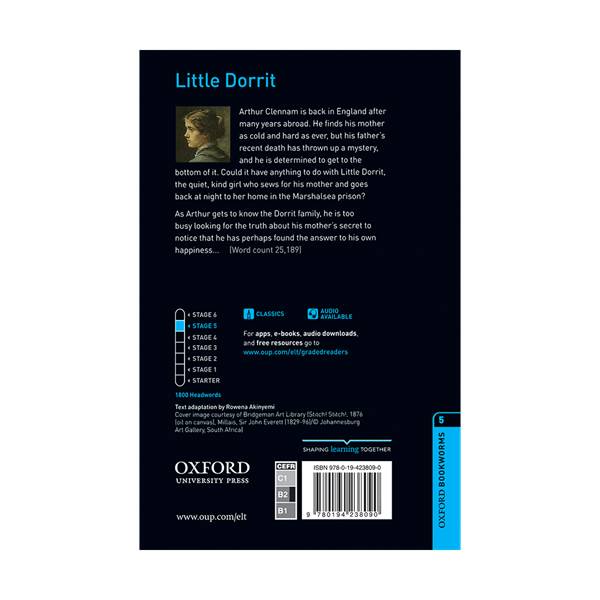 Little Dorrit
Arthur Clennam is back in England after
many years abroad. He finds his mother
as cold and hard as ever, but his father's
recent death has thrown up a mystery,
and he is determined to get to the
bottom of it. Could it have anything to do with Little Dorrit,
the quiet, kind girl who sews for his mother and goes
back at night to her home in the Marshalsea prison?
As Arthur gets to know the Dorrit family, he is too
busy looking for the truth about his mother's secret to
notice that he has perhaps found the answer to his own
happiness... (Word count 25,189)
STAGE 6
STAGE 5
STAGE 4
STAGE 3
STAGE 2
STAGE 1
STARTER
1800 Headwords
CLASSICS
AUDIO
AVAILABLE
For apps, e-books, audio downloads,
and free resources go to
www.oup.com/elt/gradedreaders
Text adaptation by Rowena Akinyemi
Cover image courtesy of Bridgeman Art Library (Stitch! Stitch!, 1876
(oil on canvas), Millais, Sir John Everett (1829-96)/© Johannesburg
Art Gallery, South Africa)
5
OXFORD BOOKWORMS
SHAPING learning TOGETHER
OXFORD
UNIVERSITY PRESS
www.oup.com/elt
CEFR
C1
B2
B1
ISBN 978-0-19-423809-0
9 780194 238090